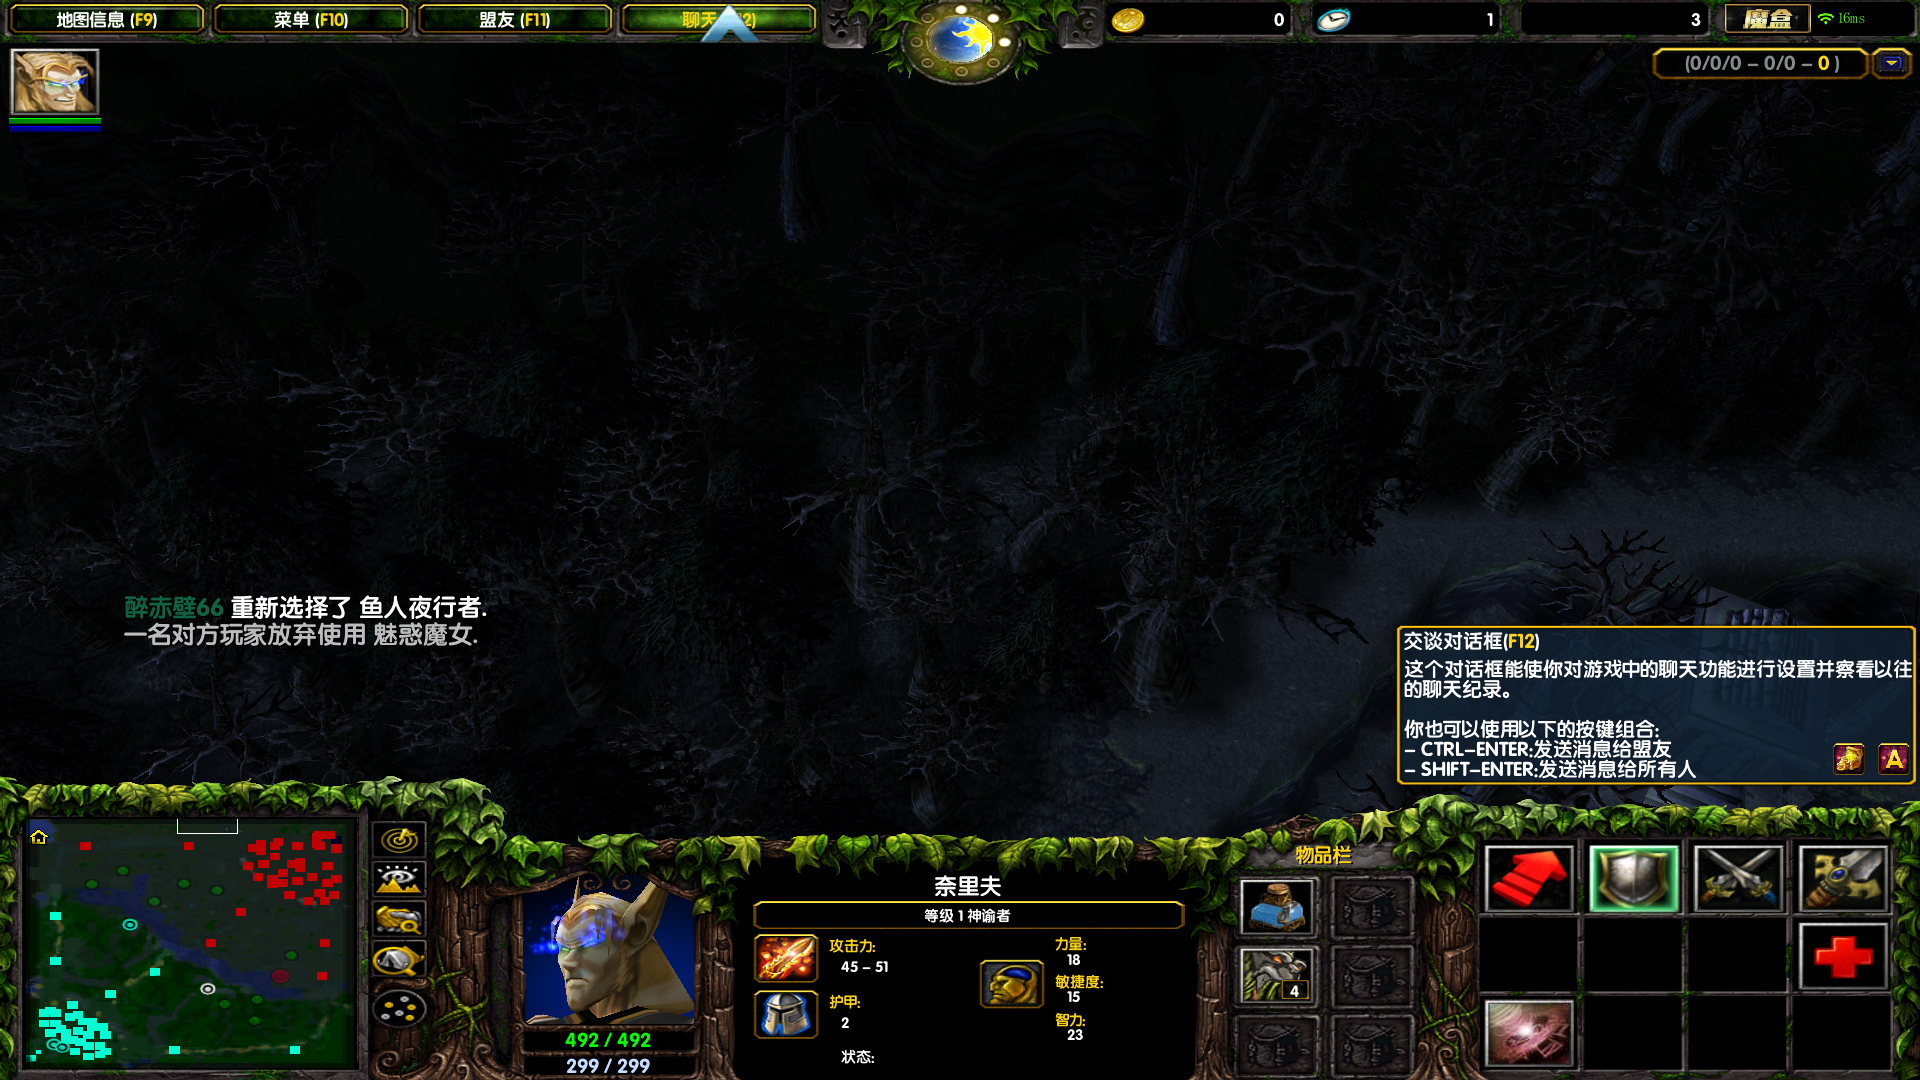 地图信息 (F9)
菜单 (F10)
盟友 (F11)
聊天 2)
0
1
3
魔盒
16ms
(0/0/0 – 0/0 – 0 )
醉赤壁66 重新选择了 鱼人夜行者.
一名对方玩家放弃使用 魅惑魔女.
交谈对话框(F12)
这个对话框能使你对游戏中的聊天功能进行设置并察看以往
的聊天纪录。
你也可以使用以下的按键组合:
– CTRL–ENTER:发送消息给盟友
– SHIFT–ENTER:发送消息给所有人
A
物品栏
奈里夫
等级 1 神谕者
攻击力:
45 – 51
护甲:
2
状态:
力量:
18
敏捷度:
15
智力:
23
4
492 / 492
299 / 299